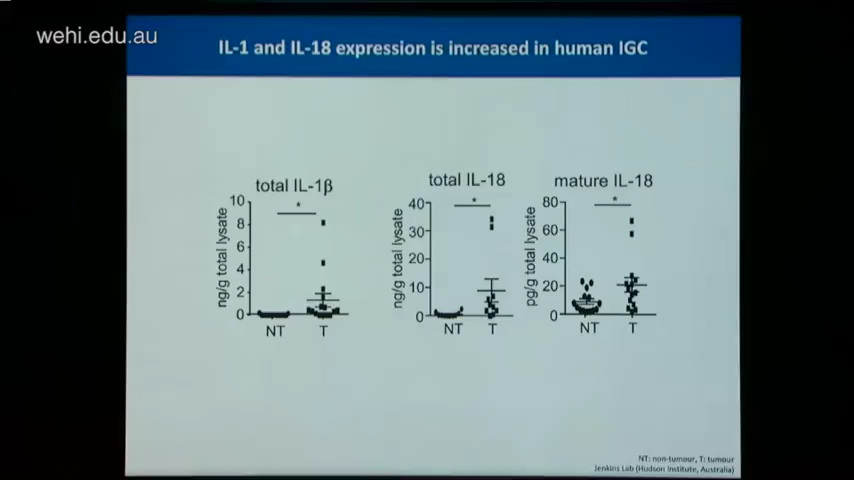 wehi.edu.au
IL-1 and IL-18 expression is increased in human IGC
total IL-1β
ng/g total lysate
10
8
6
4
2
0
*
NT
T
total IL-18
ng/g total lysate
40
30
20
10
0
*
NT
T
mature IL-18
pg/g total lysate
80
60
40
20
0
*
NT
T
NT: non-tumour, T: tumour
Jenkins Lab (Hudson Institute, Australia)